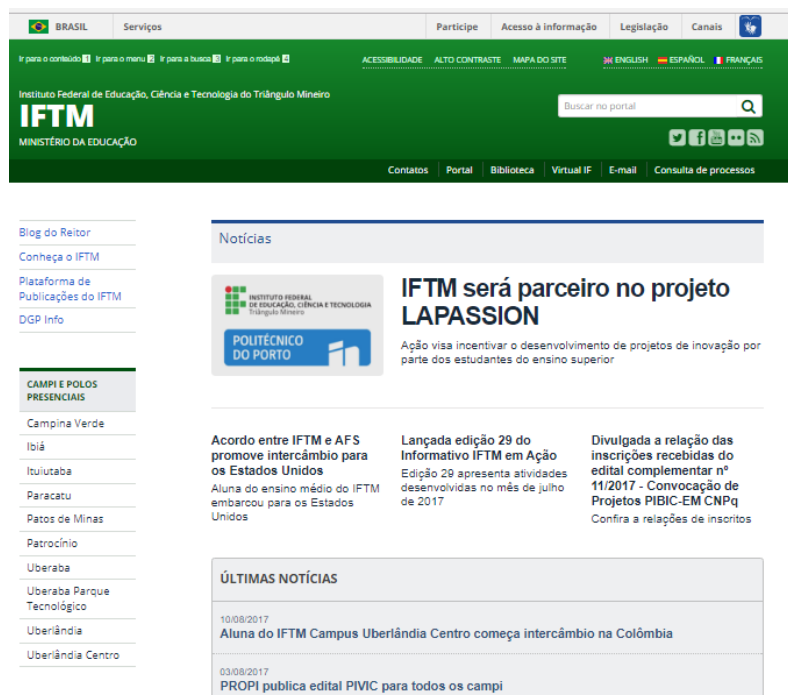 BRASIL Serviços Participe Acesso à informação Legislação Canais
Ir para o conteúdo 1 Ir para o menu 2 Ir para a busca 3 Ir para o rodapé 4 ACESSIBILIDADE ALTO CONTRASTE MAPA DO SITE ENGLISH ESPAÑOL FRANÇAIS
Instituto Federal de Educação, Ciência e Tecnologia do Triângulo Mineiro
IFTM
Buscar no portal
MINISTÉRIO DA EDUCAÇÃO
Contatos Portal Biblioteca Virtual IF E-mail Consulta de processos
Blog do Reitor
Conheça o IFTM
Plataforma de
Publicações do IFTM
DGP Info
CAMPI E POLOS
PRESENCIAIS
Campina Verde
Ibiá
Ituiutaba
Paracatu
Patos de Minas
Patrocínio
Uberaba
Uberaba Parque
Tecnológico
Uberlândia
Uberlândia Centro
Notícias
INSTITUTO FEDERAL
DE EDUCAÇÃO, CIÊNCIA E TECNOLOGIA
Triângulo Mineiro
POLITÉCNICO
DO PORTO
IFTM será parceiro no projeto
LAPASSION
Ação visa incentivar o desenvolvimento de projetos de inovação por
parte dos estudantes do ensino superior
Acordo entre IFTM e AFS
promove intercâmbio para
os Estados Unidos
Aluna do ensino médio do IFTM
embarcou para os Estados
Unidos
Lançada edição 29 do
Informativo IFTM em Ação
Edição 29 apresenta atividades
desenvolvidas no mês de julho
de 2017
Divulgada a relação das
inscrições recebidas do
edital complementar nº
11/2017 - Convocação de
Projetos PIBIC-EM CNPq
Confira a relações de inscritos
ÚLTIMAS NOTÍCIAS
10/08/2017
Aluna do IFTM Campus Uberlândia Centro começa intercâmbio na Colômbia
03/08/2017
PROPI publica edital PIVIC para todos os campi